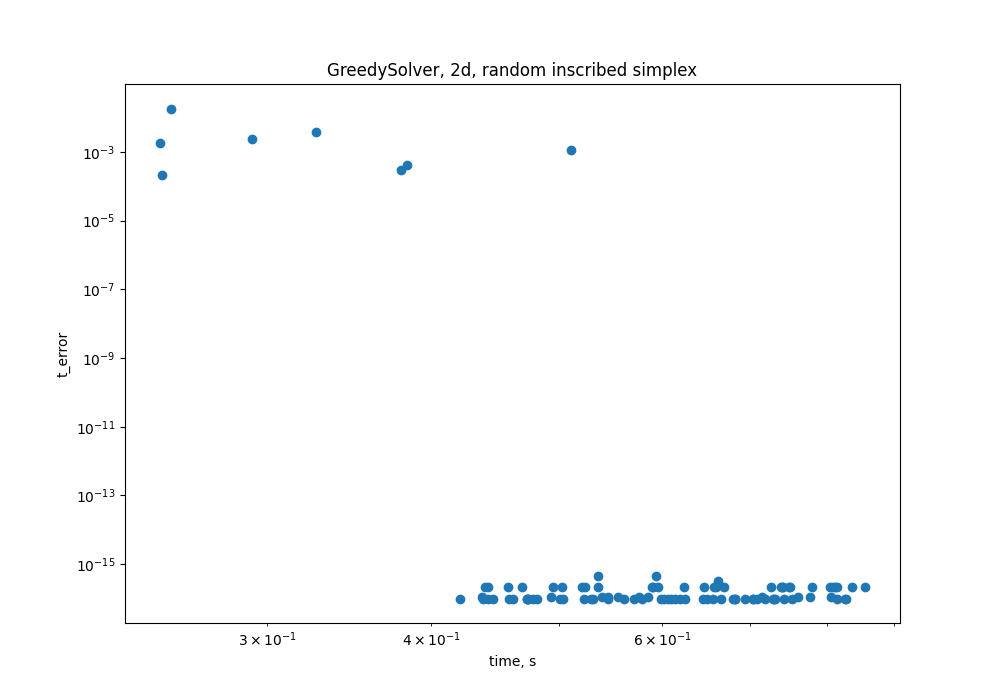 GreedySolver, 2d, random inscribed simplex
10⁻³
10⁻⁵
10⁻⁷
10⁻⁹
10⁻¹¹
10⁻¹³
10⁻¹⁵
t_error
3 × 10⁻¹ 4 × 10⁻¹ 6 × 10⁻¹
time, s